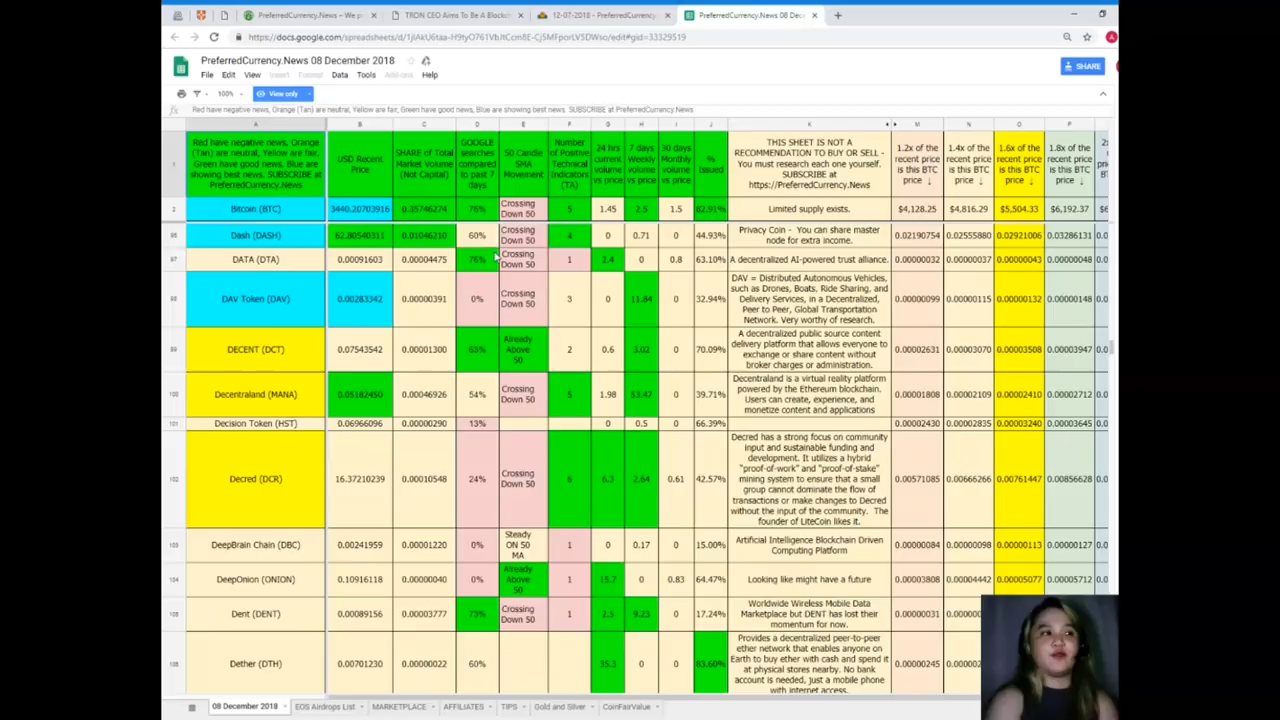 PreferredCurrency.News – We p
TRON CEO Aims To Be A Blockch
12-07-2018 - PreferredCurrency
PreferredCurrency.News 08 Dec
PreferredCurrency.News 08 December 2018
File Edit View Insert Format Data Tools Add-ons Help
SHARE
100%
View only
Red have negative news, Orange (Tan) are neutral, Yellow are fair, Green have good news, Blue are showing best news. SUBSCRIBE at PreferredCurrency.News
A B C D E F G H I J K M N O P
1
Red have negative news, Orange
(Tan) are neutral, Yellow are fair,
Green have good news, Blue are
showing best news. SUBSCRIBE at
PreferredCurrency.News
USD Recent
Price
SHARE of Total
Market Volume
(Not Capital)
GOOGLE
searches
compared
to past 7
days
50 Candle
SMA
Movement
Number
of Positive
Technical
Indicators
(TA)
24 hrs
current
volume
vs price
7 days
Weekly
volume
vs price
30 days
Monthly
volume
vs price
%
Issued
THIS SHEET IS NOT A
RECOMMENDATION TO BUY OR SELL -
You must research each one yourself.
SUBSCRIBE at
https://PreferredCurrency.News
1.2x of the
recent price
is this BTC
price ↓
1.4x of the
recent price
is this BTC
price ↓
1.6x of the
recent price
is this BTC
price ↓
1.8x of the
recent price
is this BTC
price ↓
2
Bitcoin (BTC) 3440.20703916 0.35746274 76% Crossing Down 50 5 1.45 2.5 1.5 82.91% Limited supply exists. $4,128.25 $4,816.29 $5,504.33 $6,192.37
96
Dash (DASH) 62.80540311 0.01046210 60% Crossing Down 50 4 0 0.71 0 44.93%
Privacy Coin - You can share master
node for extra income.
0.02190754 0.02555880 0.02921006 0.03286131
97
DATA (DTA) 0.00091603 0.00004475 76% Crossing Down 50 1 2.4 0 0.8 63.10% A decentralized AI-powered trust alliance. 0.00000032 0.00000037 0.00000043 0.00000048
98
DAV Token (DAV) 0.00283342 0.00000391 0% Crossing Down 50 3 0 11.84 0 32.94%
DAV = Distributed Autonomous Vehicles,
such as Drones, Boats, Ride Sharing, and
Delivery Services, in a Decentralized,
Peer to Peer, Global Transportation
Network. Very worthy of research.
0.00000099 0.00000115 0.00000132 0.00000148
99
DECENT (DCT) 0.07543542 0.00001300 63% Already Above 50 2 0.6 3.02 0 70.09%
A decentralized public source content
delivery platform that allows everyone to
exchange or share content without
broker charges or administration.
0.00002631 0.00003070 0.00003508 0.00003947
100
Decentraland (MANA) 0.05182450 0.00046926 54% Crossing Down 50 5 1.98 53.47 0 39.71%
Decentraland is a virtual reality platform
powered by the Ethereum blockchain.
Users can create, experience, and
monetize content and applications
0.00001808 0.00002109 0.00002410 0.00002712
101
Decision Token (HST) 0.06966096 0.00000290 13% 0 0.5 0 66.39% 0.00002430 0.00002835 0.00003240 0.00003645
102
Decred (DCR) 16.37210239 0.00010548 24% Crossing Down 50 6 6.3 2.64 0.61 42.57%
Decred has a strong focus on community
input and sustainable funding and
development. It utilizes a hybrid
"proof-of-work" and "proof-of-stake"
mining system to ensure that a small
group cannot dominate the flow of
transactions or make changes to Decred
without the input of the community. The
founder of LiteCoin likes it.
0.00571085 0.00666266 0.00761447 0.00856628
103
DeepBrain Chain (DBC) 0.00241959 0.00001220 0% Steady ON 50 MA 1 0 0.17 0 15.00%
Artificial Intelligence Blockchain Driven
Computing Platform
0.00000084 0.00000098 0.00000113 0.00000127
104
DeepOnion (ONION) 0.10916118 0.00000040 0% Already Above 50 1 15.7 0 0.83 64.47% Looking like might have a future 0.00003808 0.00004442 0.00005077 0.00005712
105
Dent (DENT) 0.00089156 0.00003777 73% Crossing Down 50 1 2.5 9.23 0 17.24%
Worldwide Wireless Mobile Data
Marketplace but DENT has lost their
momentum for now.
0.00000031
106
Dether (DTH) 0.00701230 0.00000022 60% 35.3 0 0 83.60%
Provides a decentralized peer-to-peer
ether network that enables anyone on
Earth to buy ether with cash and spend it
at physical stores nearby. No bank
account is needed, just a mobile phone
with internet access.
0.00000245
08 December 2018 EOS Airdrops List MARKETPLACE AFFILIATES TIPS Gold and Silver CoinFairValue